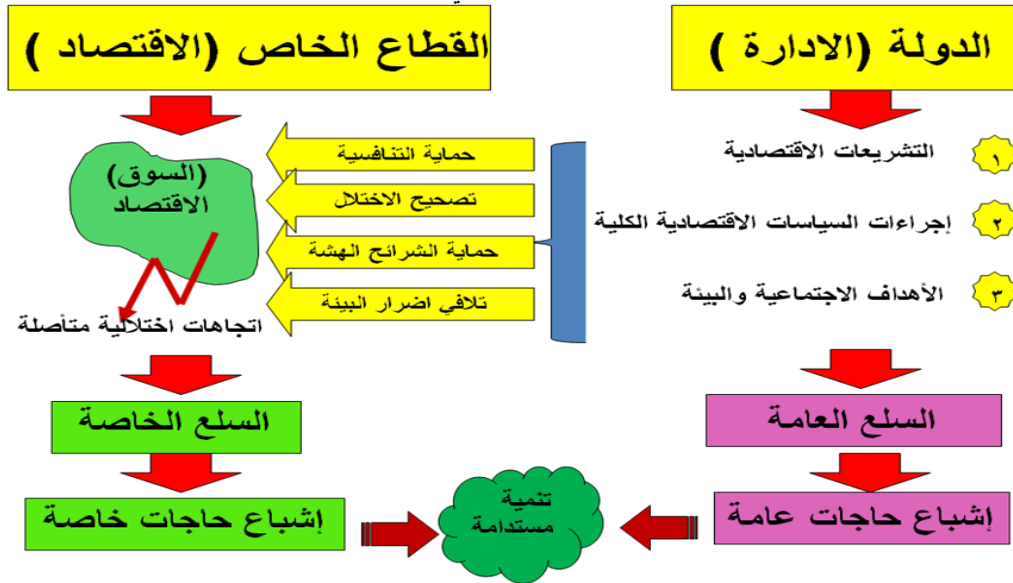 الدولة (الادارة )
القطاع الخاص (الاقتصاد )
١ التشريعات الاقتصادية
٢ إجراءات السياسات الاقتصادية الكلية
٣ الأهداف الاجتماعية والبيئة
حماية التنافسية
تصحيح الاختلال
حماية الشرائح الهشة
تلافي اضرار البيئة
(السوق)
الاقتصاد
اتجاهات اختلالية متأصلة
السلع العامة
السلع الخاصة
إشباع حاجات عامة
تنمية
مستدامة
إشباع حاجات خاصة